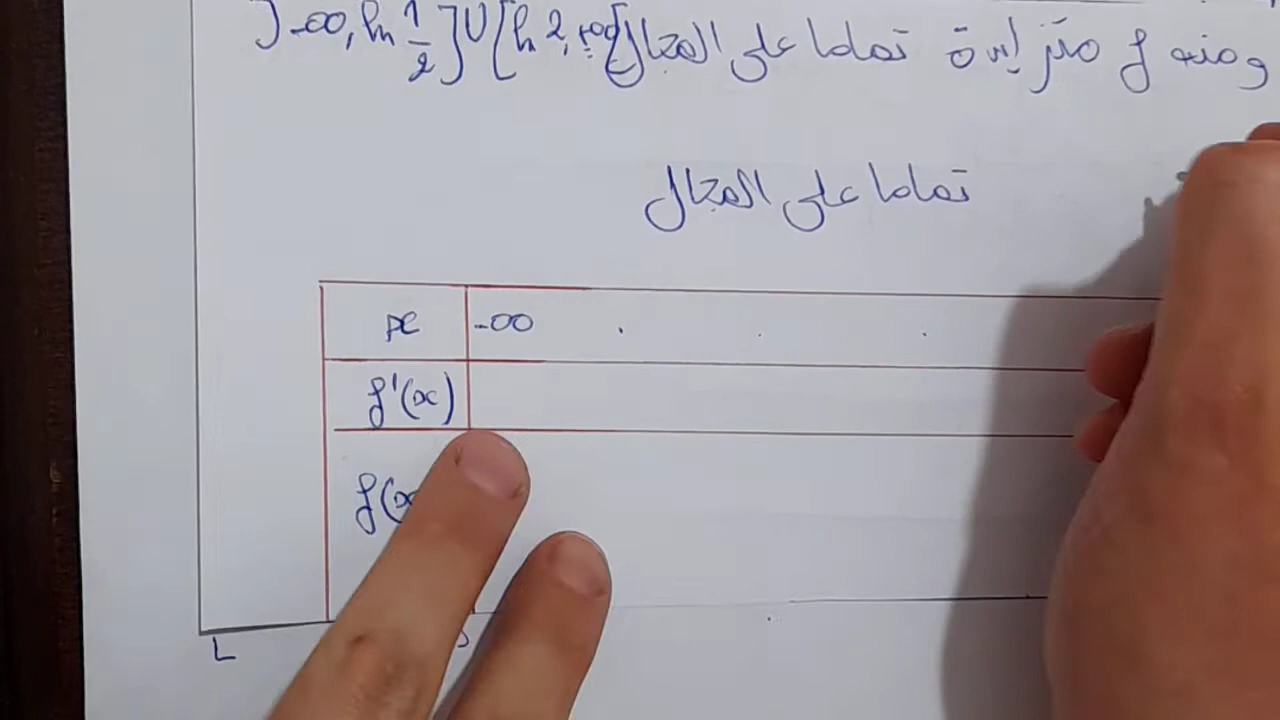 ومنه f متزايدة تماما على المجال ]-∞, ln 1/2] ∪ [ln 2, +∞[
تماما على المجال
x -∞
f'(x)
f(x